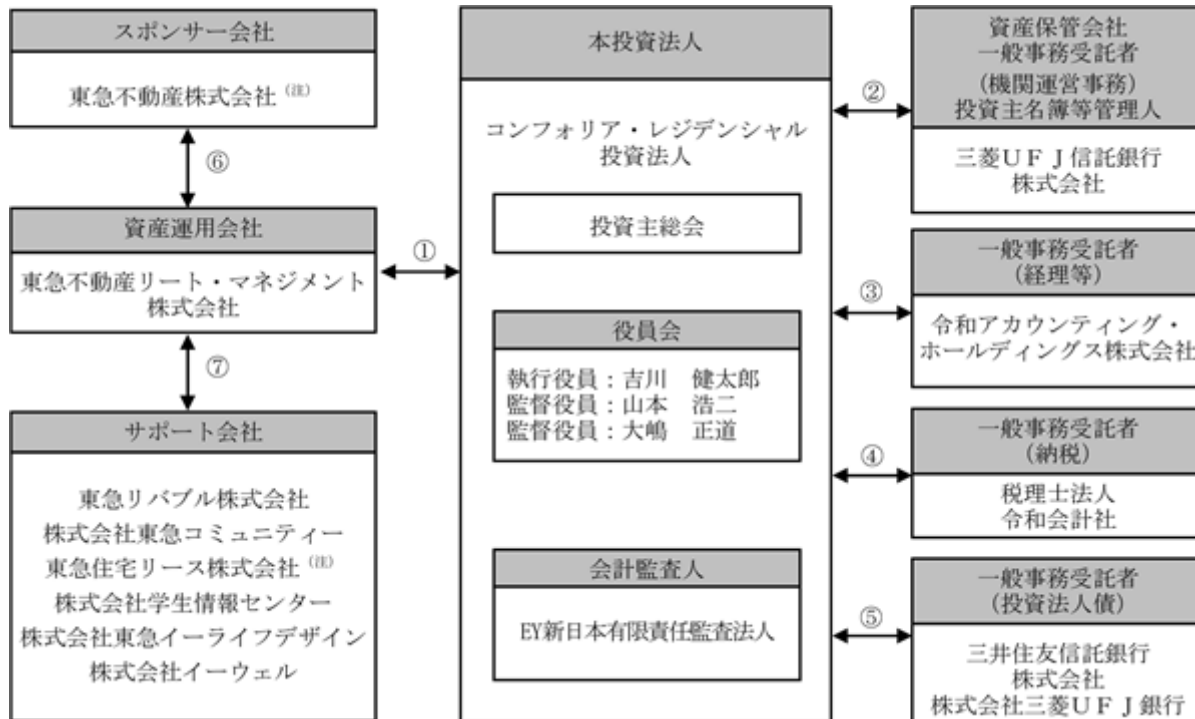 スポンサー会社
東急不動産株式会社(注)
⑥
資産運用会社
東急不動産リート・マネジメント
株式会社
⑦
サポート会社
東急リバブル株式会社
株式会社東急コミュニティー
東急住宅リース株式会社(注)
株式会社学生情報センター
株式会社東急イーライフデザイン
株式会社イーウェル
①
本投資法人
コンフォリア・レジデンシャル
投資法人
投資主総会
役員会
執行役員：吉川　健太郎
監督役員：山本　浩二
監督役員：大嶋　正道
会計監査人
EY新日本有限責任監査法人
②
資産保管会社
一般事務受託者
(機関運営事務)
投資主名簿等管理人
三菱ＵＦＪ信託銀行
株式会社
③
一般事務受託者
(経理等)
令和アカウンティング・
ホールディングス株式会社
④
一般事務受託者
(納税)
税理士法人
令和会計社
⑤
一般事務受託者
(投資法人債)
三井住友信託銀行
株式会社
株式会社三菱ＵＦＪ銀行